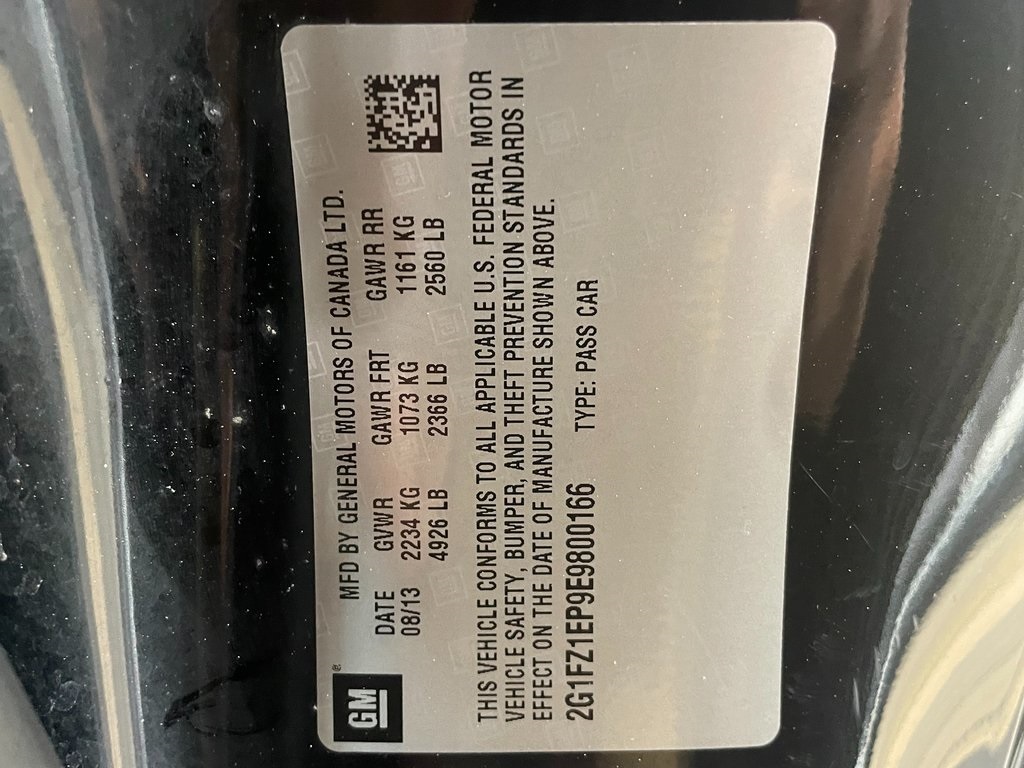 GM®
MFD BY GENERAL MOTORS OF CANADA LTD.
DATE GVWR GAWR FRT GAWR RR
08/13 2234 KG 1073 KG 1161 KG
4926 LB 2366 LB 2560 LB
THIS VEHICLE CONFORMS TO ALL APPLICABLE U.S. FEDERAL MOTOR
VEHICLE SAFETY, BUMPER, AND THEFT PREVENTION STANDARDS IN
EFFECT ON THE DATE OF MANUFACTURE SHOWN ABOVE.
2G1FZ1EP9E9800166 TYPE: PASS CAR